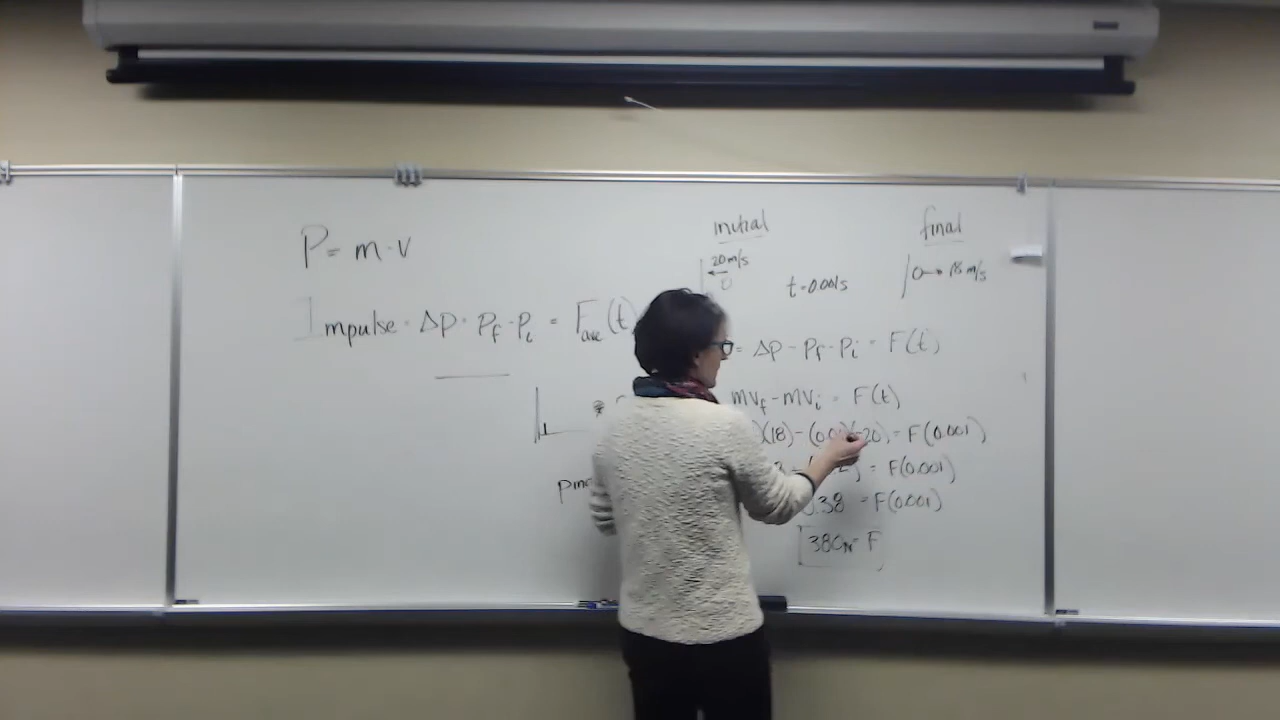 P = m · v
Impulse = Δp = Pf - Pi = Fave (t)
initial
20 m/s
t = 0.001s
final
18 m/s
= Δp = Pf - Pi = F(t)
mvf - mvi = F(t)
)(18) - (0.01)(-20) = F(0.001)
= F(0.001)
0.38 = F(0.001)
380N = F